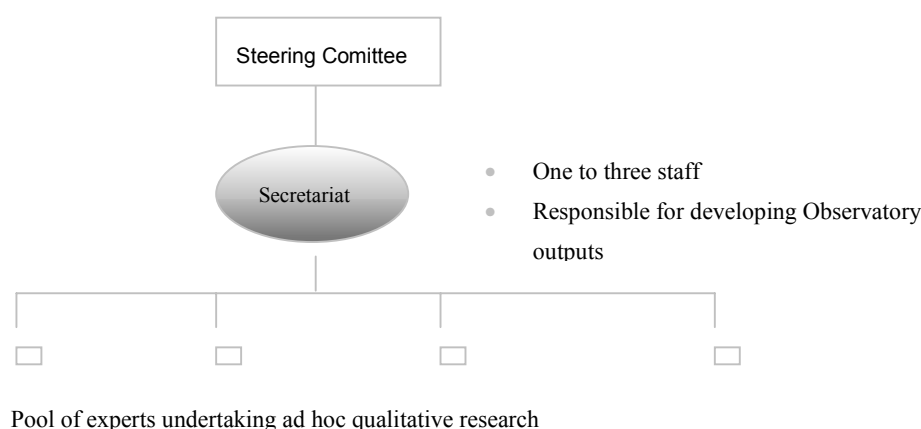 Steering Comittee
Secretariat
One to three staff
Responsible for developing Observatory
outputs
Pool of experts undertaking ad hoc qualitative research